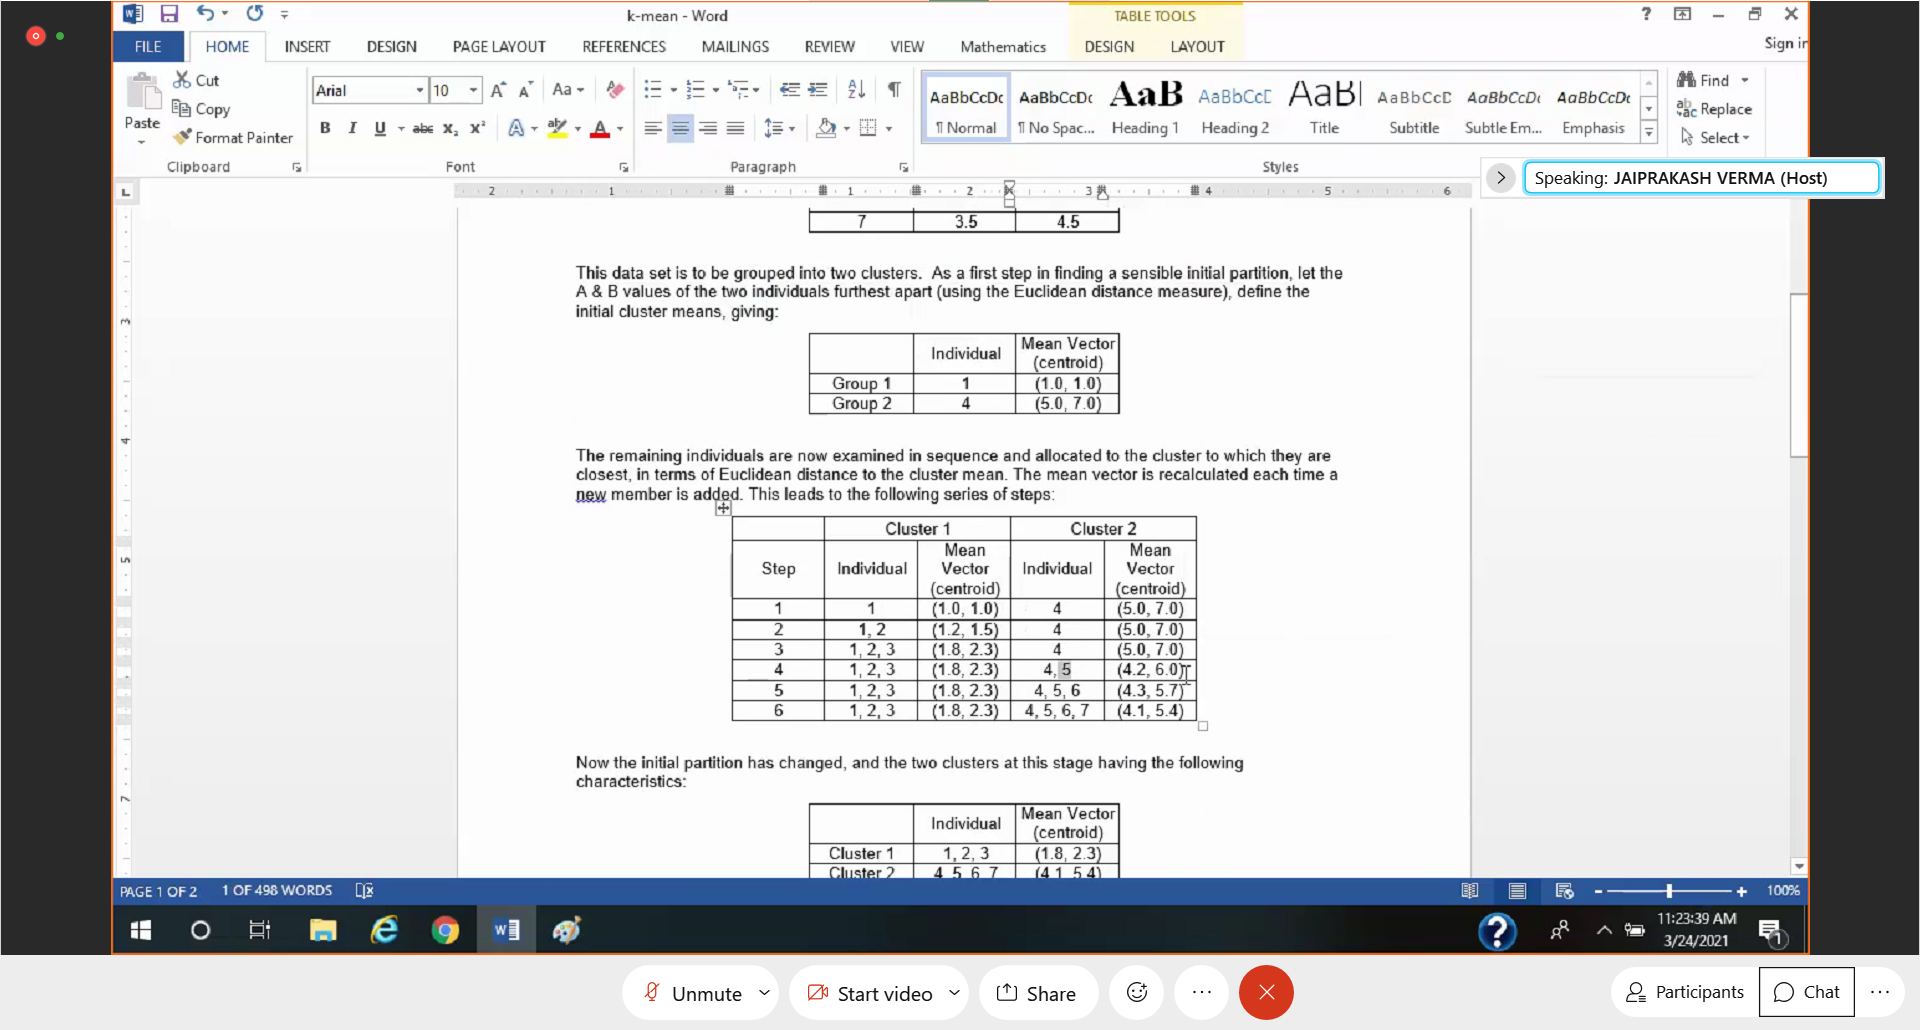 k-mean - Word
TABLE TOOLS
FILE HOME INSERT DESIGN PAGE LAYOUT REFERENCES MAILINGS REVIEW VIEW Mathematics DESIGN LAYOUT
Sign in
Paste
Cut
Copy
Format Painter
Clipboard
Arial 10
Font
Paragraph
AaBbCcDc AaBbCcDc AaB AaBbCcD AaB AaBbCcD AaBbCcDc AaBbCcDc
¶ Normal ¶ No Spac... Heading 1 Heading 2 Title Subtitle Subtle Em... Emphasis
Styles
Find
Replace
Select
Speaking: JAIPRAKASH VERMA (Host)
2 1 1 2 3 4 5 6
7 3.5 4.5
This data set is to be grouped into two clusters. As a first step in finding a sensible initial partition, let the
A & B values of the two individuals furthest apart (using the Euclidean distance measure), define the
initial cluster means, giving:
Individual Mean Vector
(centroid)
Group 1 1 (1.0, 1.0)
Group 2 4 (5.0, 7.0)
The remaining individuals are now examined in sequence and allocated to the cluster to which they are
closest, in terms of Euclidean distance to the cluster mean. The mean vector is recalculated each time a
new member is added. This leads to the following series of steps:
Cluster 1 Cluster 2
Step Individual Mean Vector (centroid) Individual Mean Vector (centroid)
1 1 (1.0, 1.0) 4 (5.0, 7.0)
2 1, 2 (1.2, 1.5) 4 (5.0, 7.0)
3 1, 2, 3 (1.8, 2.3) 4 (5.0, 7.0)
4 1, 2, 3 (1.8, 2.3) 4, 5 (4.2, 6.0)
5 1, 2, 3 (1.8, 2.3) 4, 5, 6 (4.3, 5.7)
6 1, 2, 3 (1.8, 2.3) 4, 5, 6, 7 (4.1, 5.4)
Now the initial partition has changed, and the two clusters at this stage having the following
characteristics:
Individual Mean Vector
(centroid)
Cluster 1 1, 2, 3 (1.8, 2.3)
Cluster 2 4, 5, 6, 7 (4.1, 5.4)
PAGE 1 OF 2 1 OF 498 WORDS 100%
11:23:39 AM
3/24/2021
Unmute Start video Share Participants Chat